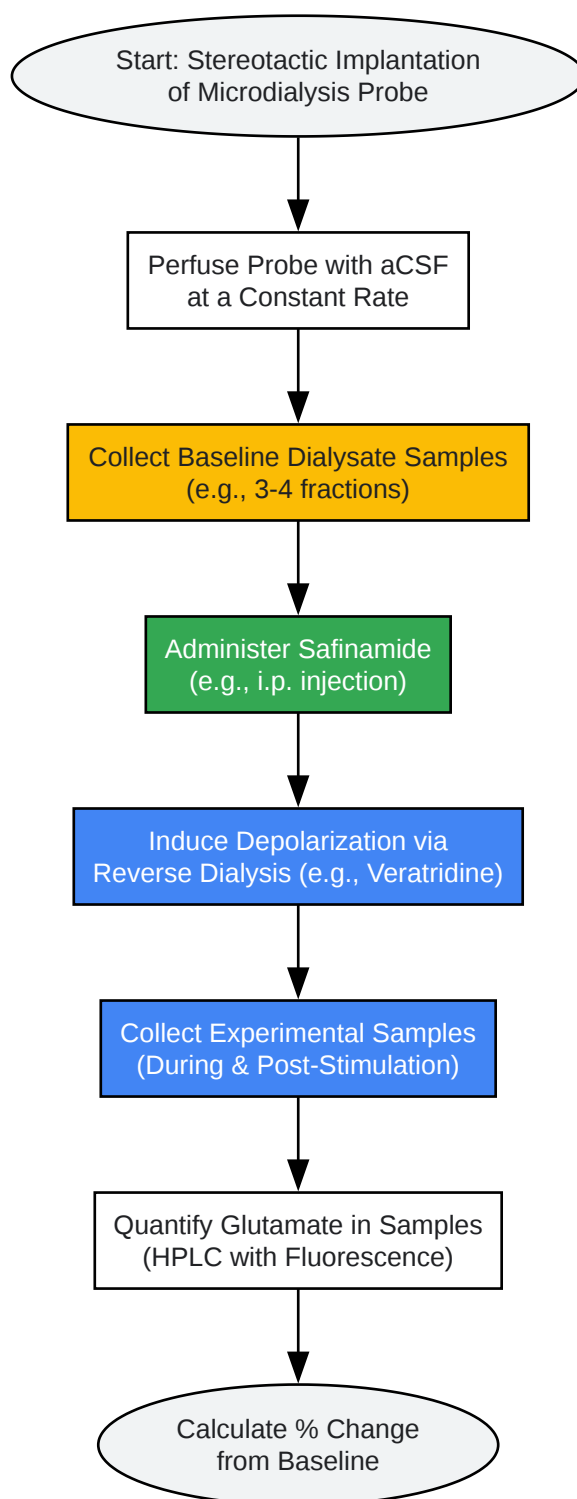 Start: Stereotactic Implantation
of Microdialysis Probe
Perfuse Probe with aCSF
at a Constant Rate
Collect Baseline Dialysate Samples
(e.g., 3-4 fractions)
Administer Safinamide
(e.g., i.p. injection)
Induce Depolarization via
Reverse Dialysis (e.g., Veratridine)
Collect Experimental Samples
(During & Post-Stimulation)
Quantify Glutamate in Samples
(HPLC with Fluorescence)
Calculate % Change
from Baseline